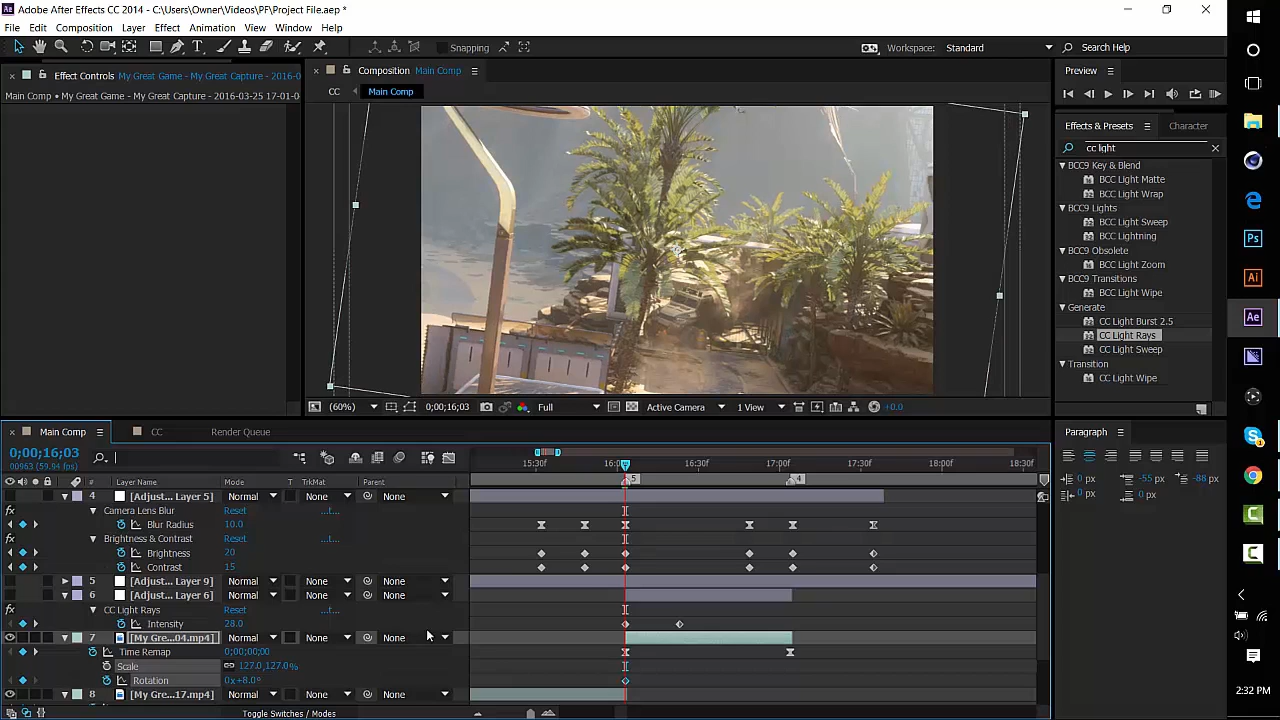 Adobe After Effects CC 2015 - C:\Users\Owner\Videos\PF\Project File.aep *
File Edit Composition Layer Effect Animation View Window Help
Snapping
Workspace: Standard
Search Help
Effect Controls My Great Game - My Great Capture - 2016-0
Main Comp • My Great Game - My Great Capture - 2016-03-25 17-01-0
Composition Main Comp
CC Main Comp
(60%) 0;00;16;03 Full Active Camera 1 View +0.0
Preview
Effects & Presets Character
cc light
BCC9 Key & Blend
BCC Light Matte
BCC Light Wrap
BCC9 Lights
BCC Light Sweep
BCC Lightning
BCC9 Obsolete
BCC Light Zoom
BCC9 Transitions
BCC Light Wipe
Generate
CC Light Burst 2.5
CC Light Rays
CC Light Sweep
Transition
CC Light Wipe
Paragraph
0 px -55 px -88 px
0 px 0 px
Main Comp CC Render Queue
0;00;16;03
00963 (59.94 fps)
15:30f 16:0 16:30f 17:00f 17:30f 18:00f 18:30f
# Layer Name Mode T TrkMat Parent
5 4
4 [Adjust... Layer 5] Normal None None
Camera Lens Blur Reset ...t...
Blur Radius 10.0
Brightness & Contrast Reset ...t...
Brightness 20
Contrast 15
5 [Adjust... Layer 9] Normal None None
6 [Adjust... Layer 6] Normal None None
CC Light Rays Reset ...t...
Intensity 28.0
7 [My Gre...04.mp4] Normal None None
Time Remap 0;00;00;00
Scale 127.0,127.0%
Rotation 0x+8.0°
8 [My Gre...17.mp4] Normal None None
Toggle Switches / Modes
Ps
Ai
Ae
2:32 PM